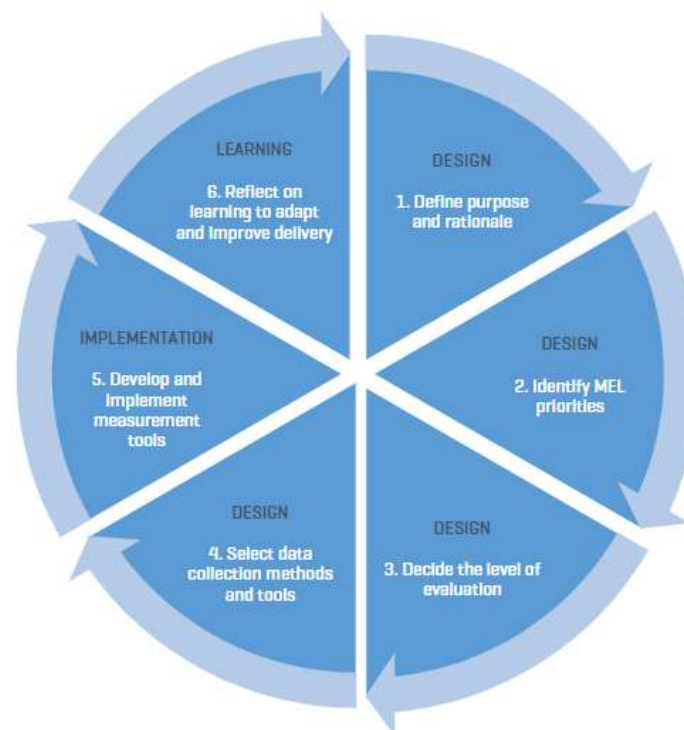 DESIGN
1. Define purpose
and rationale
DESIGN
2. Identify MEL
priorities
DESIGN
3. Decide the level of
evaluation
DESIGN
4. Select data
collection methods
and tools
IMPLEMENTATION
5. Develop and
implement
measurement
tools
LEARNING
6. Reflect on
learning to adapt
and improve delivery